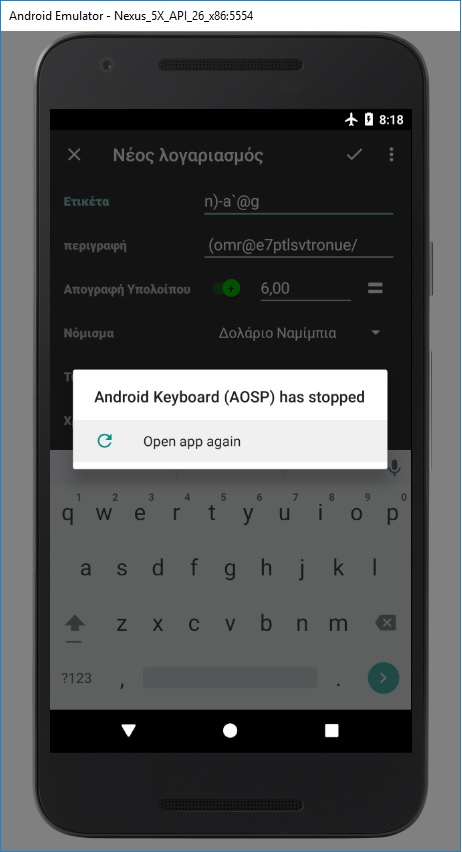 Android Emulator - Nexus_5X_API_26_x86:5554
8:18
Νέος λογαριασμός
Ετικέτα
n)-a`@g
περιγραφή
(omr@e7ptlsvtronue/
Απογραφή Υπολοίπου
6,00
Νόμισμα
Δολάριο Ναμίμπια
Android Keyboard (AOSP) has stopped
Open app again
1 2 3 4 5 6 7 8 9 0
q w e r t y u i o p
a s d f g h j k l
z x c v b n m
?123 , .